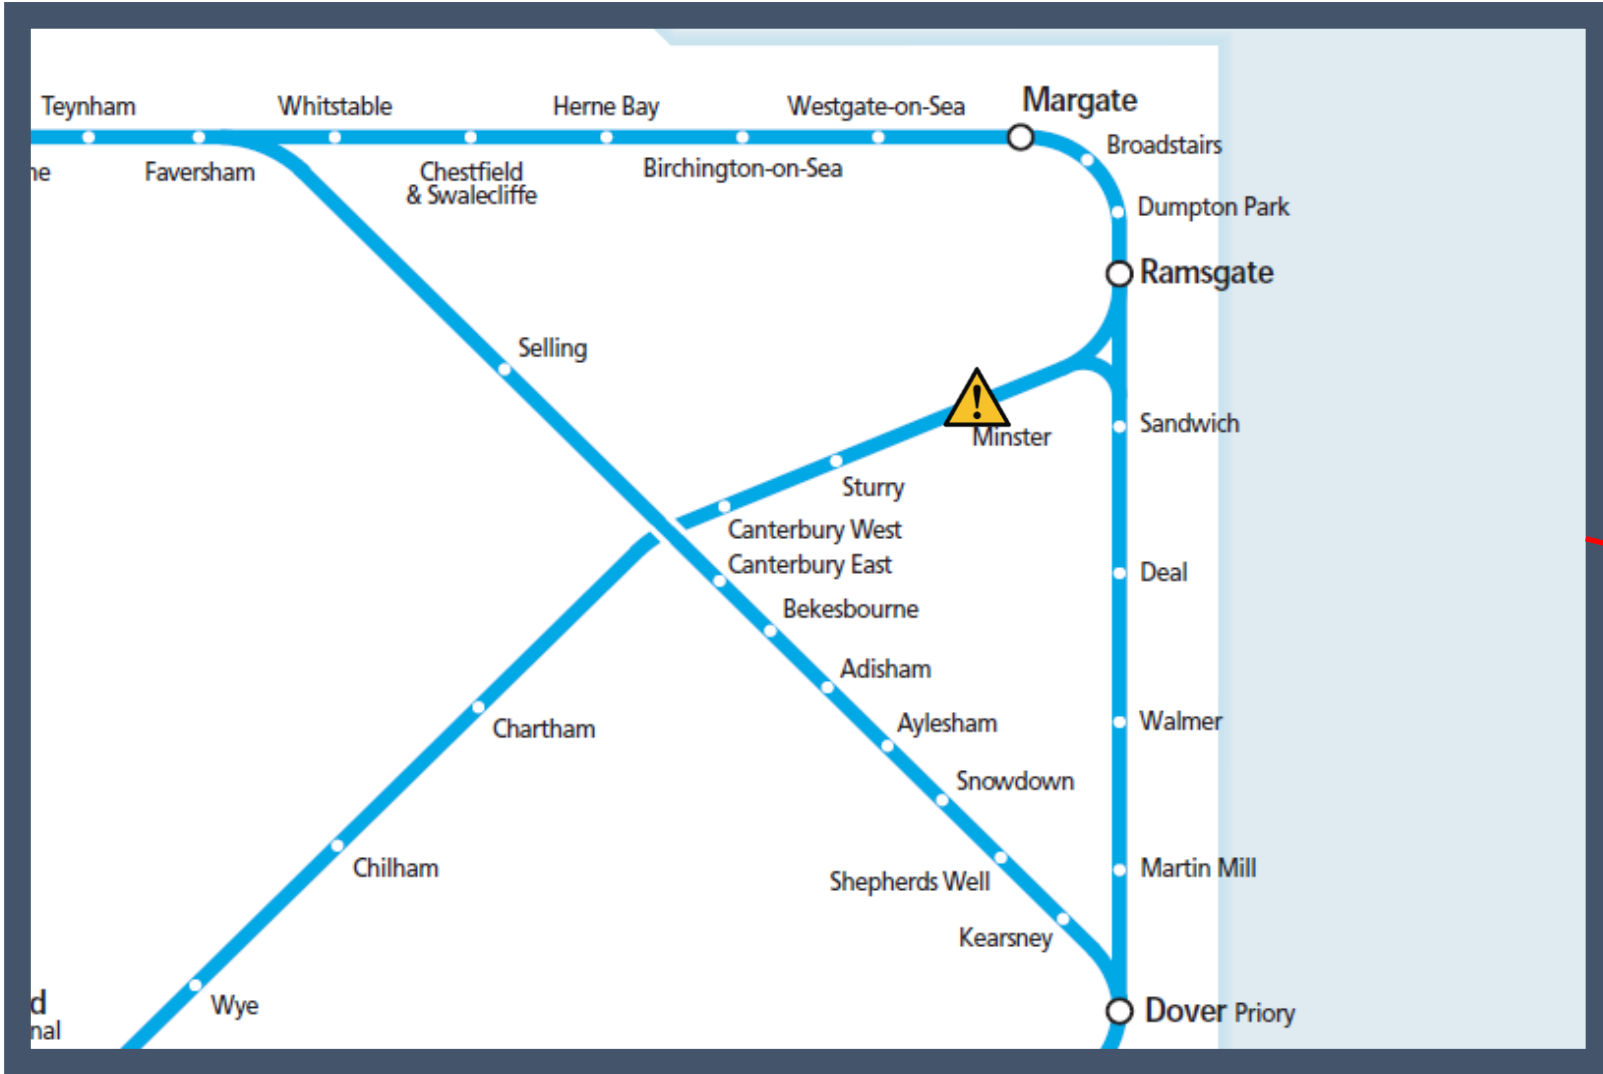 Teynham
Whitstable
Herne Bay
Westgate-on-Sea
Margate
Broadstairs
ne
Faversham
Chestfield
& Swalecliffe
Birchington-on-Sea
Dumpton Park
Ramsgate
Selling
!
Minster
Sandwich
Sturry
Canterbury West
Canterbury East
Deal
Bekesbourne
Adisham
Aylesham
Walmer
Chartham
Snowdown
Chilham
Shepherds Well
Martin Mill
Kearsney
d
nal
Wye
Dover Priory